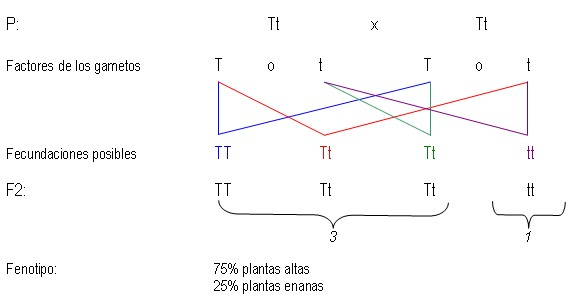 P: Tt x Tt
Factores de los gametos T o t T o t
Fecundaciones posibles TT Tt Tt tt
F2: TT Tt Tt tt
3 1
Fenotipo: 75% plantas altas
25% plantas enanas